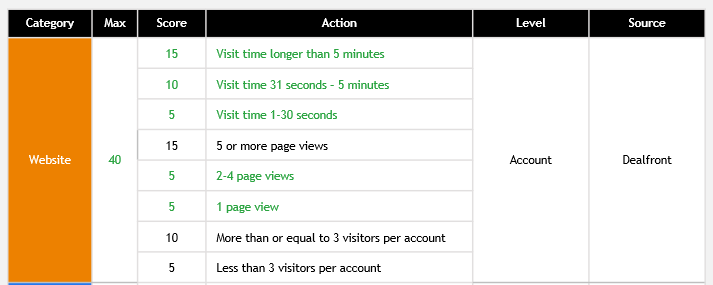 Category Max Score Action Level Source
15 Visit time longer than 5 minutes
10 Visit time 31 seconds - 5 minutes
5 Visit time 1-30 seconds
15 5 or more page views
Website 40 5 2-4 page views Account Dealfront
5 1 page view
10 More than or equal to 3 visitors per account
5 Less than 3 visitors per account